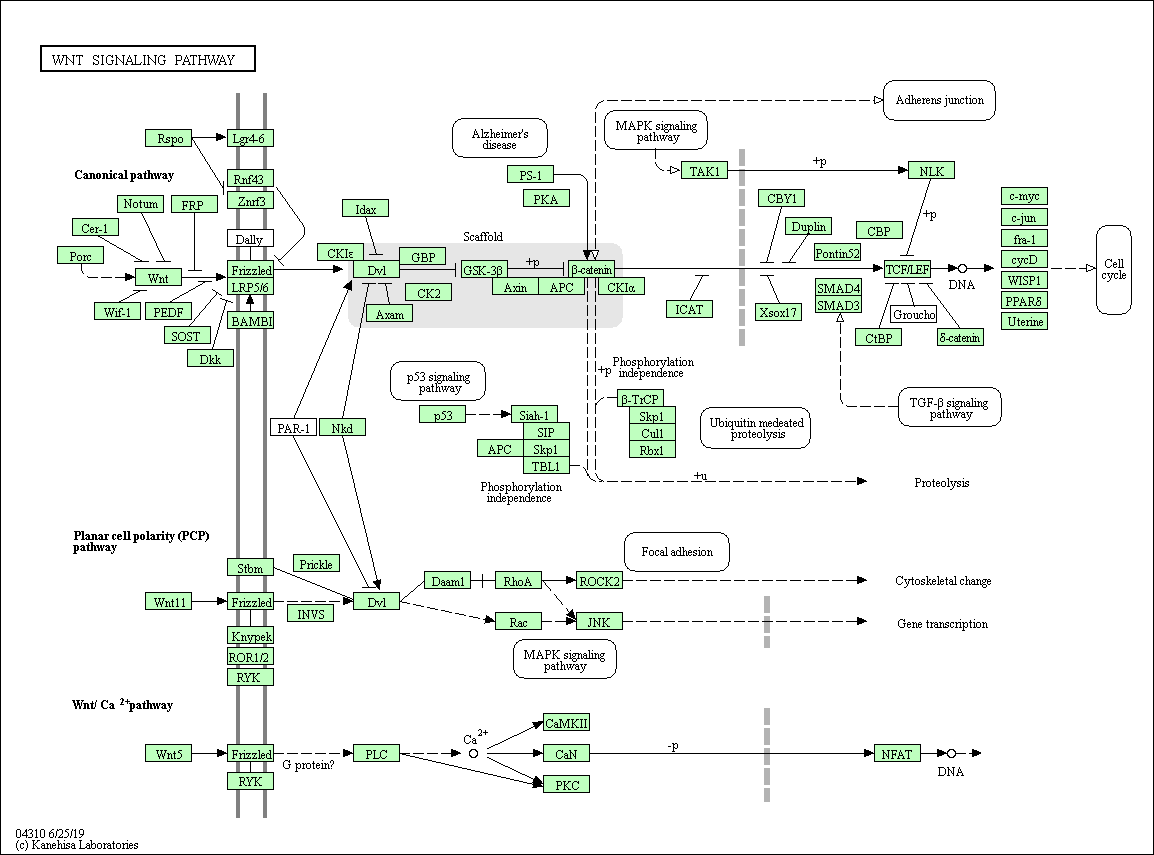 WNT SIGNALING PATHWAY
Adherens junction
Rspo
Lgr4-6
Alzheimer's
disease
MAPK signaling
pathway
+p
Canonical pathway
Rnf43
PS-1
TAK1
NLK
Notum
FRP
Znrf3
PKA
CBY1
c-myc
Idax
+p
c-jun
Cer-1
Duplin
CBP
Dally
Scaffold
fra-1
Porc
CKIε
GBP
Pontin52
cycD
Cell
cycle
Wnt
Frizzled
Dvl
GSK-3β
+p
β-catenin
TCF/LEF
DNA
WISP1
LRP5/6
CK2
Axin
APC
CKIα
SMAD4
PPARδ
Wif-1
PEDF
BAMBI
Axam
ICAT
Xsox17
SMAD3
Groucho
Uterine
SOST
CtBP
δ-catenin
Dkk
+p
Phosphorylation
independence
p53 signaling
pathway
β-TrCP
TGF-β signaling
pathway
PAR-1
Nkd
p53
Siah-1
Skp1
Ubiquitin medeated
proteolysis
SIP
Cul1
APC
Skp1
Rbx1
TBL1
+u
Proteolysis
Phosphorylation
independence
Planar cell polarity (PCP)
pathway
Focal adhesion
Stbm
Prickle
Daam1
RhoA
ROCK2
Cytoskeletal change
Wnt11
Frizzled
INVS
Dvl
Rac
JNK
Gene transcription
Knypek
ROR1/2
MAPK signaling
pathway
RYK
Wnt/ Ca 2+pathway
CaMKII
Ca2+
Wnt5
Frizzled
G protein?
PLC
CaN
-p
NFAT
DNA
RYK
PKC
04310 6/25/19
(c) Kanehisa Laboratories